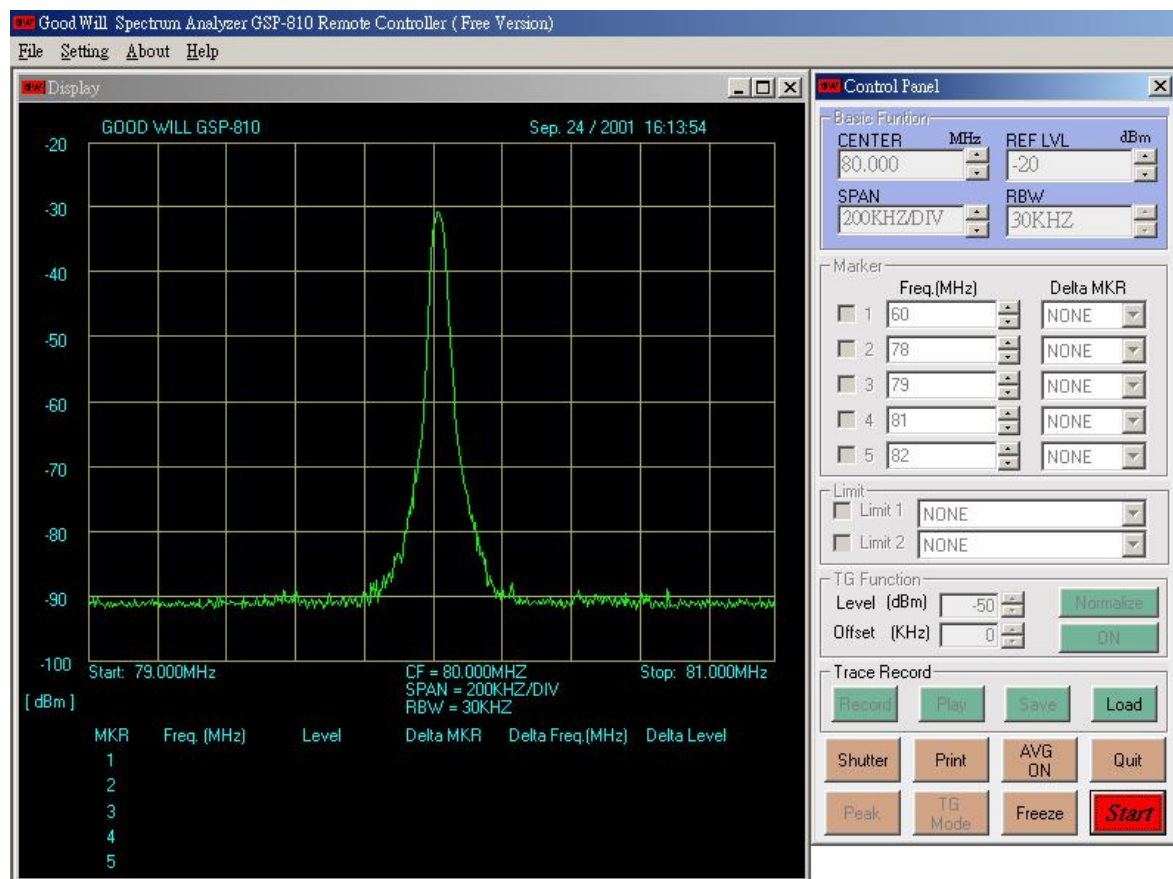 GW Good Will Spectrum Analyzer GSP-810 Remote Controller ( Free Version)
File Setting About Help
GW Display
GOOD WILL GSP-810 Sep. 24 / 2001 16:13:54
-20
-30
-40
-50
-60
-70
-80
-90
-100
[ dBm ]
Start: 79.000MHz CF = 80.000MHZ Stop: 81.000MHz
SPAN = 200KHZ/DIV
RBW = 30KHZ
MKR Freq. (MHz) Level Delta MKR Delta Freq.(MHz) Delta Level
1
2
3
4
5
GW Control Panel
Basic Funtion
CENTER MHz REF LVL dBm
80.000 -20
SPAN RBW
200KHZ/DIV 30KHZ
Marker
Freq.(MHz) Delta MKR
1 60 NONE
2 78 NONE
3 79 NONE
4 81 NONE
5 82 NONE
Limit
Limit 1 NONE
Limit 2 NONE
TG Function
Level (dBm) -50 Normalize
Offset (KHz) 0 ON
Trace Record
Record Play Save Load
Shutter Print AVG ON Quit
Peak TG Mode Freeze Start